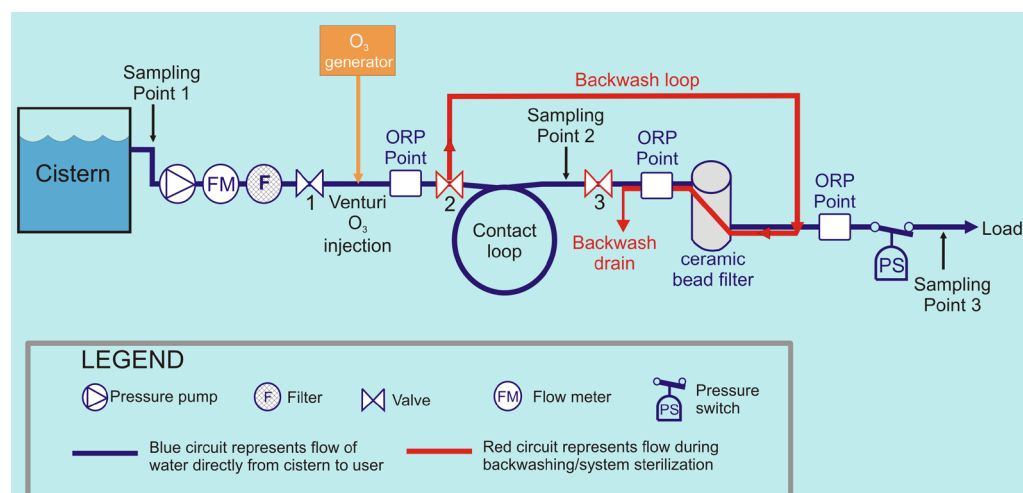 O₃
generator
Sampling
Point 1
Backwash loop
Sampling
Point 2
ORP
Point
ORP
Point
ORP
Point
Cistern
FM
F
1
2
3
Venturi
O₃
injection
Contact
loop
Backwash
drain
ceramic
bead filter
PS
Load
Sampling
Point 3
LEGEND
Pressure pump
F
Filter
Valve
FM
Flow meter
PS
Pressure
switch
Blue circuit represents flow of
water directly from cistern to user
Red circuit represents flow during
backwashing/system sterilization